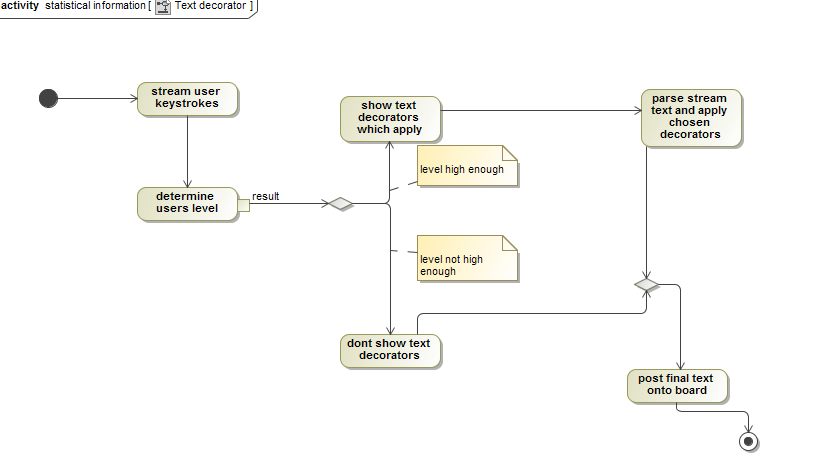 activity statistical information [ Text decorator ]
stream user
keystrokes
show text
decorators
which apply
parse stream
text and apply
chosen
decorators
level high enough
determine
users level
result
level not high
enough
dont show text
decorators
post final text
onto board